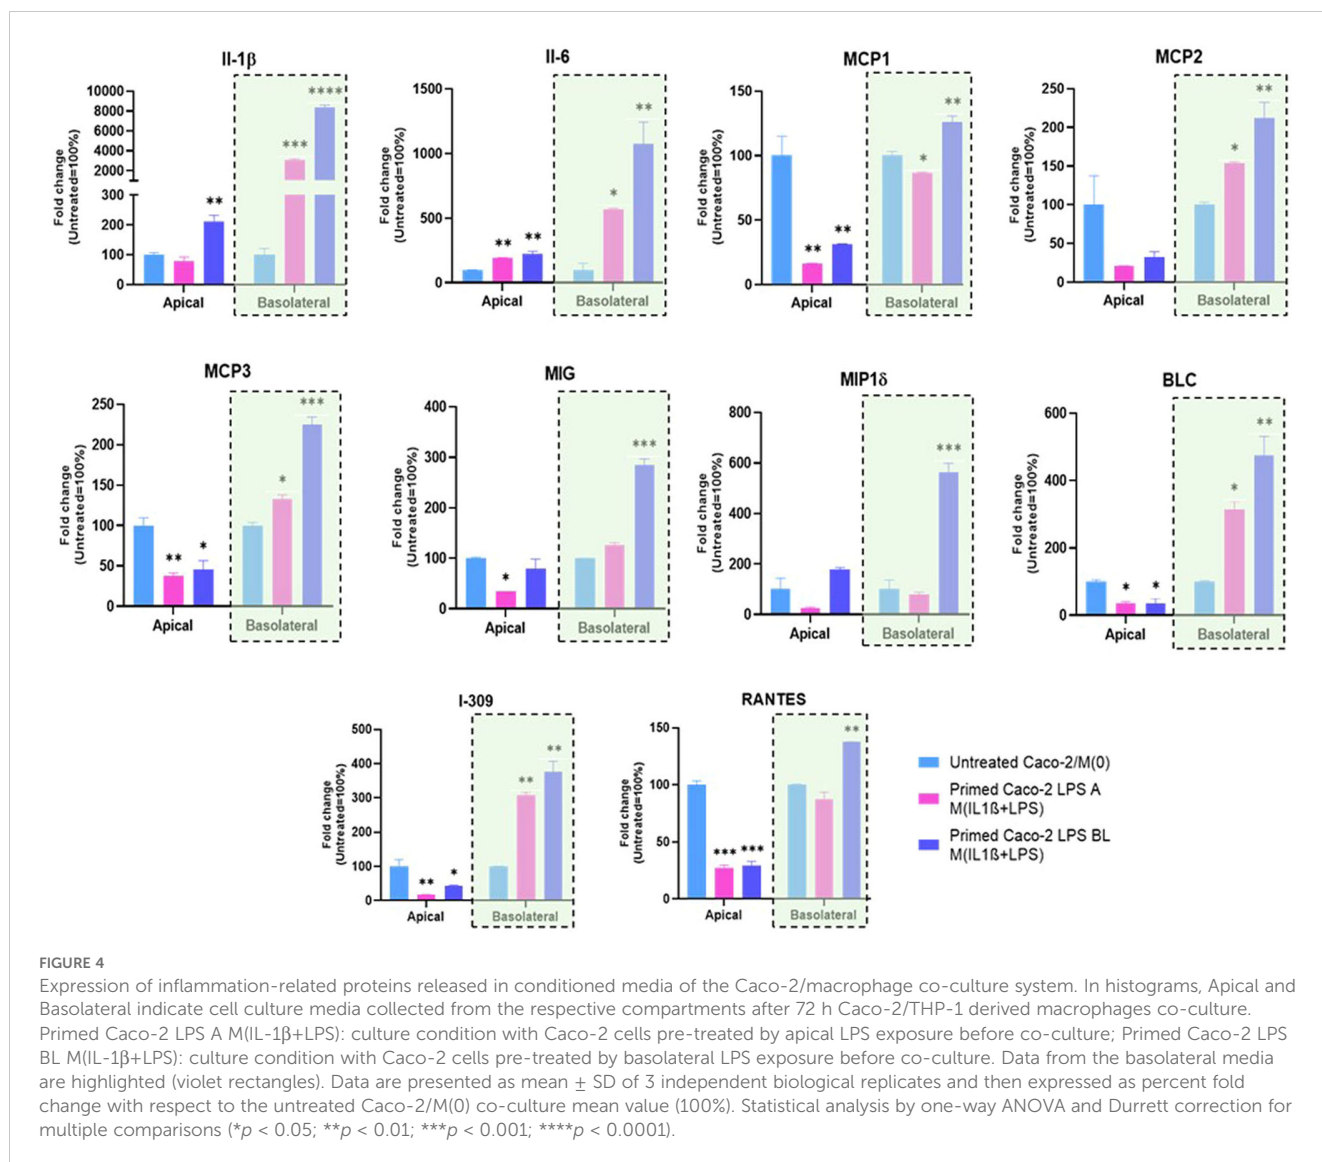 Il-1β
Fold change
(Untreated=100%)
10000
8000
6000
4000
2000
300
200
100
0
**
***
****
Apical
Basolateral
Il-6
Fold change
(Untreated=100%)
1500
1000
500
0
**
**
*
**
Apical
Basolateral
MCP1
Fold change
(Untreated=100%)
150
100
50
0
**
**
*
**
Apical
Basolateral
MCP2
Fold change
(Untreated=100%)
250
200
150
100
50
0
*
**
Apical
Basolateral
MCP3
Fold change
(Untreated=100%)
250
200
150
100
50
0
**
*
*
***
Apical
Basolateral
MIG
Fold change
(Untreated=100%)
400
300
200
100
0
*
***
Apical
Basolateral
MIP1δ
Fold change
(Untreated=100%)
800
600
400
200
0
***
Apical
Basolateral
BLC
Fold change
(Untreated=100%)
600
400
200
0
*
*
*
**
Apical
Basolateral
I-309
Fold change
(Untreated=100%)
500
400
300
200
100
0
**
*
**
**
Apical
Basolateral
RANTES
Fold change
(Untreated=100%)
150
100
50
0
***
***
**
Apical
Basolateral
Untreated Caco-2/M(0)
Primed Caco-2 LPS A
M(IL1ß+LPS)
Primed Caco-2 LPS BL
M(IL1ß+LPS)
FIGURE 4
Expression of inflammation-related proteins released in conditioned media of the Caco-2/macrophage co-culture system. In histograms, Apical and
Basolateral indicate cell culture media collected from the respective compartments after 72 h Caco-2/THP-1 derived macrophages co-culture.
Primed Caco-2 LPS A M(IL-1β+LPS): culture condition with Caco-2 cells pre-treated by apical LPS exposure before co-culture; Primed Caco-2 LPS
BL M(IL-1β+LPS): culture condition with Caco-2 cells pre-treated by basolateral LPS exposure before co-culture. Data from the basolateral media
are highlighted (violet rectangles). Data are presented as mean ± SD of 3 independent biological replicates and then expressed as percent fold
change with respect to the untreated Caco-2/M(0) co-culture mean value (100%). Statistical analysis by one-way ANOVA and Durrett correction for
multiple comparisons (*p < 0.05; **p < 0.01; ***p < 0.001; ****p < 0.0001).